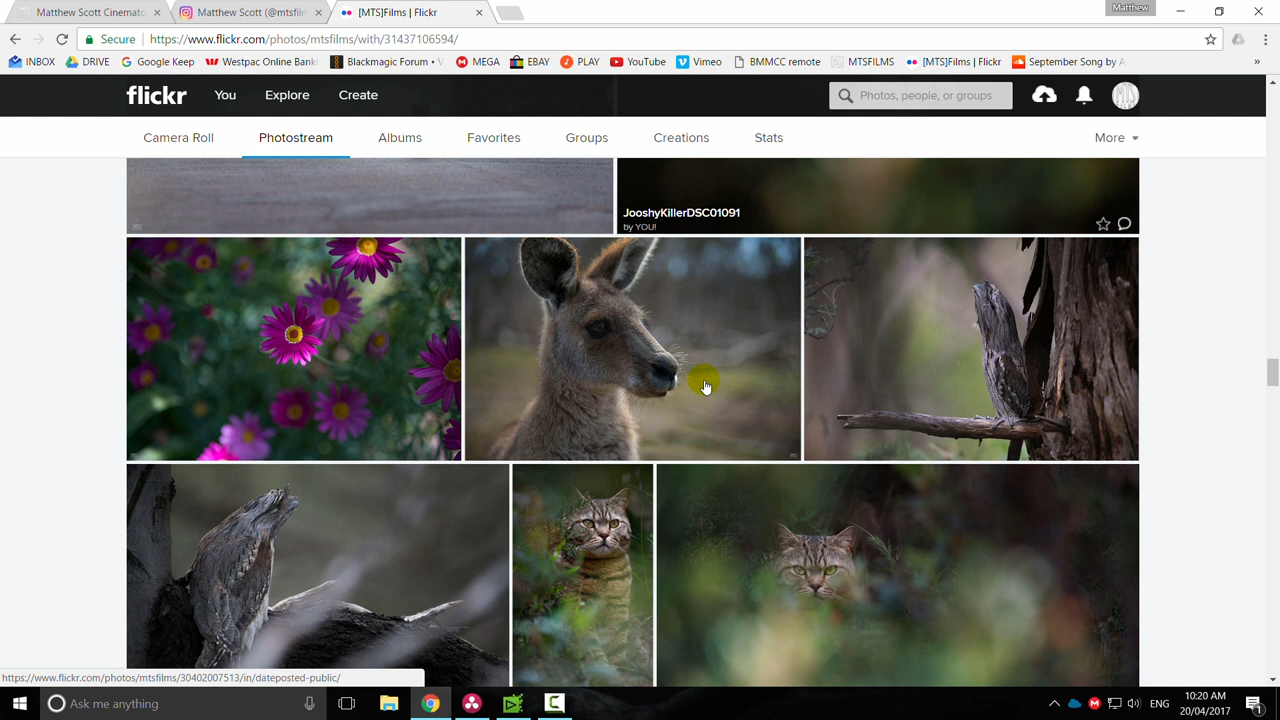 Matthew Scott Cinemato
Matthew Scott (@mtsfilm
[MTS]Films | Flickr
Matthew
Secure
https://www.flickr.com/photos/mtsfilms/with/31437106594/
INBOX
DRIVE
Google Keep
Westpac Online Bank
Blackmagic Forum • V
MEGA
EBAY
PLAY
YouTube
Vimeo
BMMCC remote
MTSFILMS
[MTS]Films | Flickr
September Song by A
»
flickr
You
Explore
Create
Photos, people, or groups
Camera Roll
Photostream
Albums
Favorites
Groups
Creations
Stats
More
JooshyKillerDSC01091
by YOU!
https://www.flickr.com/photos/mtsfilms/30402007513/in/dateposted-public/
Ask me anything
ENG
10:20 AM
20/04/2017
1